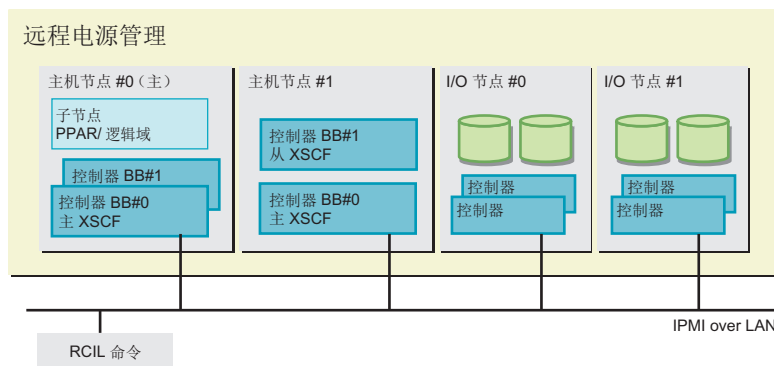 远程电源管理
主机节点 #0（主）
子节点
PPAR/ 逻辑域
控制器 BB#1
控制器 BB#0
主 XSCF
主机节点 #1
控制器 BB#1
从 XSCF
控制器 BB#0
主 XSCF
I/O 节点 #0
控制器
控制器
I/O 节点 #1
控制器
控制器
IPMI over LAN
RCIL 命令